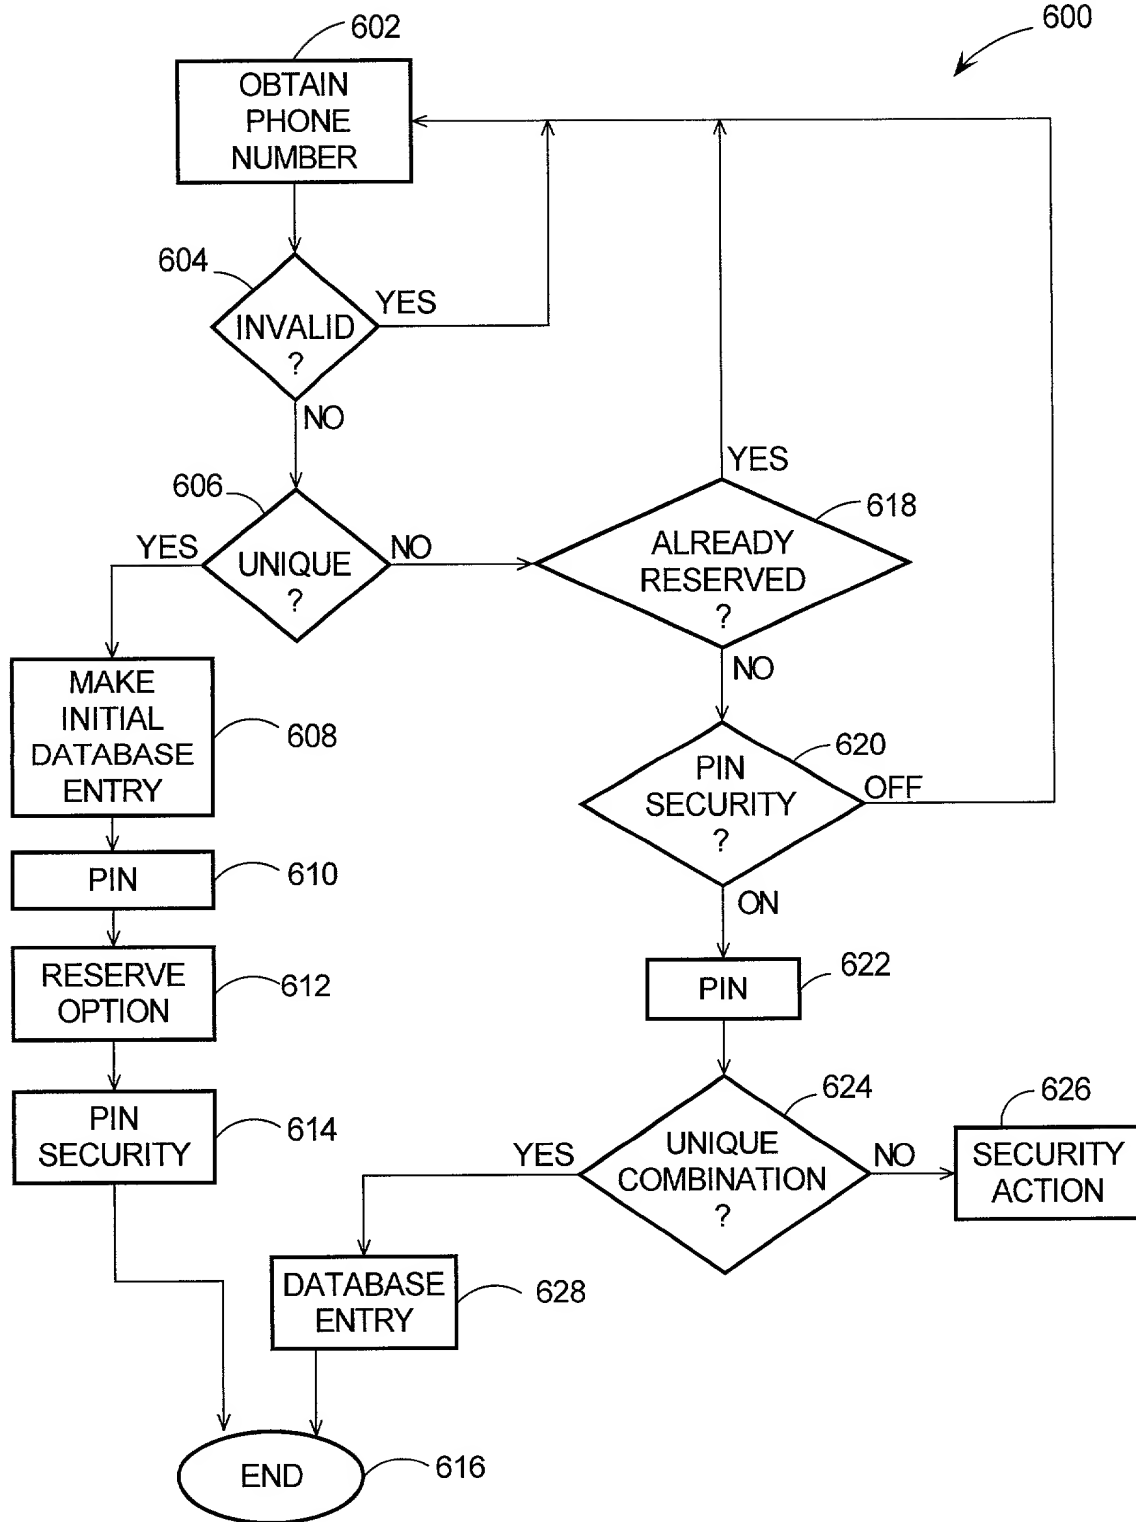 600
602
OBTAIN
PHONE
NUMBER
604
INVALID
?
YES
NO
606
UNIQUE
?
YES
NO
618
ALREADY
RESERVED
?
YES
NO
MAKE
INITIAL
DATABASE
ENTRY
608
620
PIN
SECURITY
?
OFF
ON
PIN
610
RESERVE
OPTION
612
PIN
622
PIN
SECURITY
614
624
UNIQUE
COMBINATION
?
YES
NO
626
SECURITY
ACTION
DATABASE
ENTRY
628
END
616